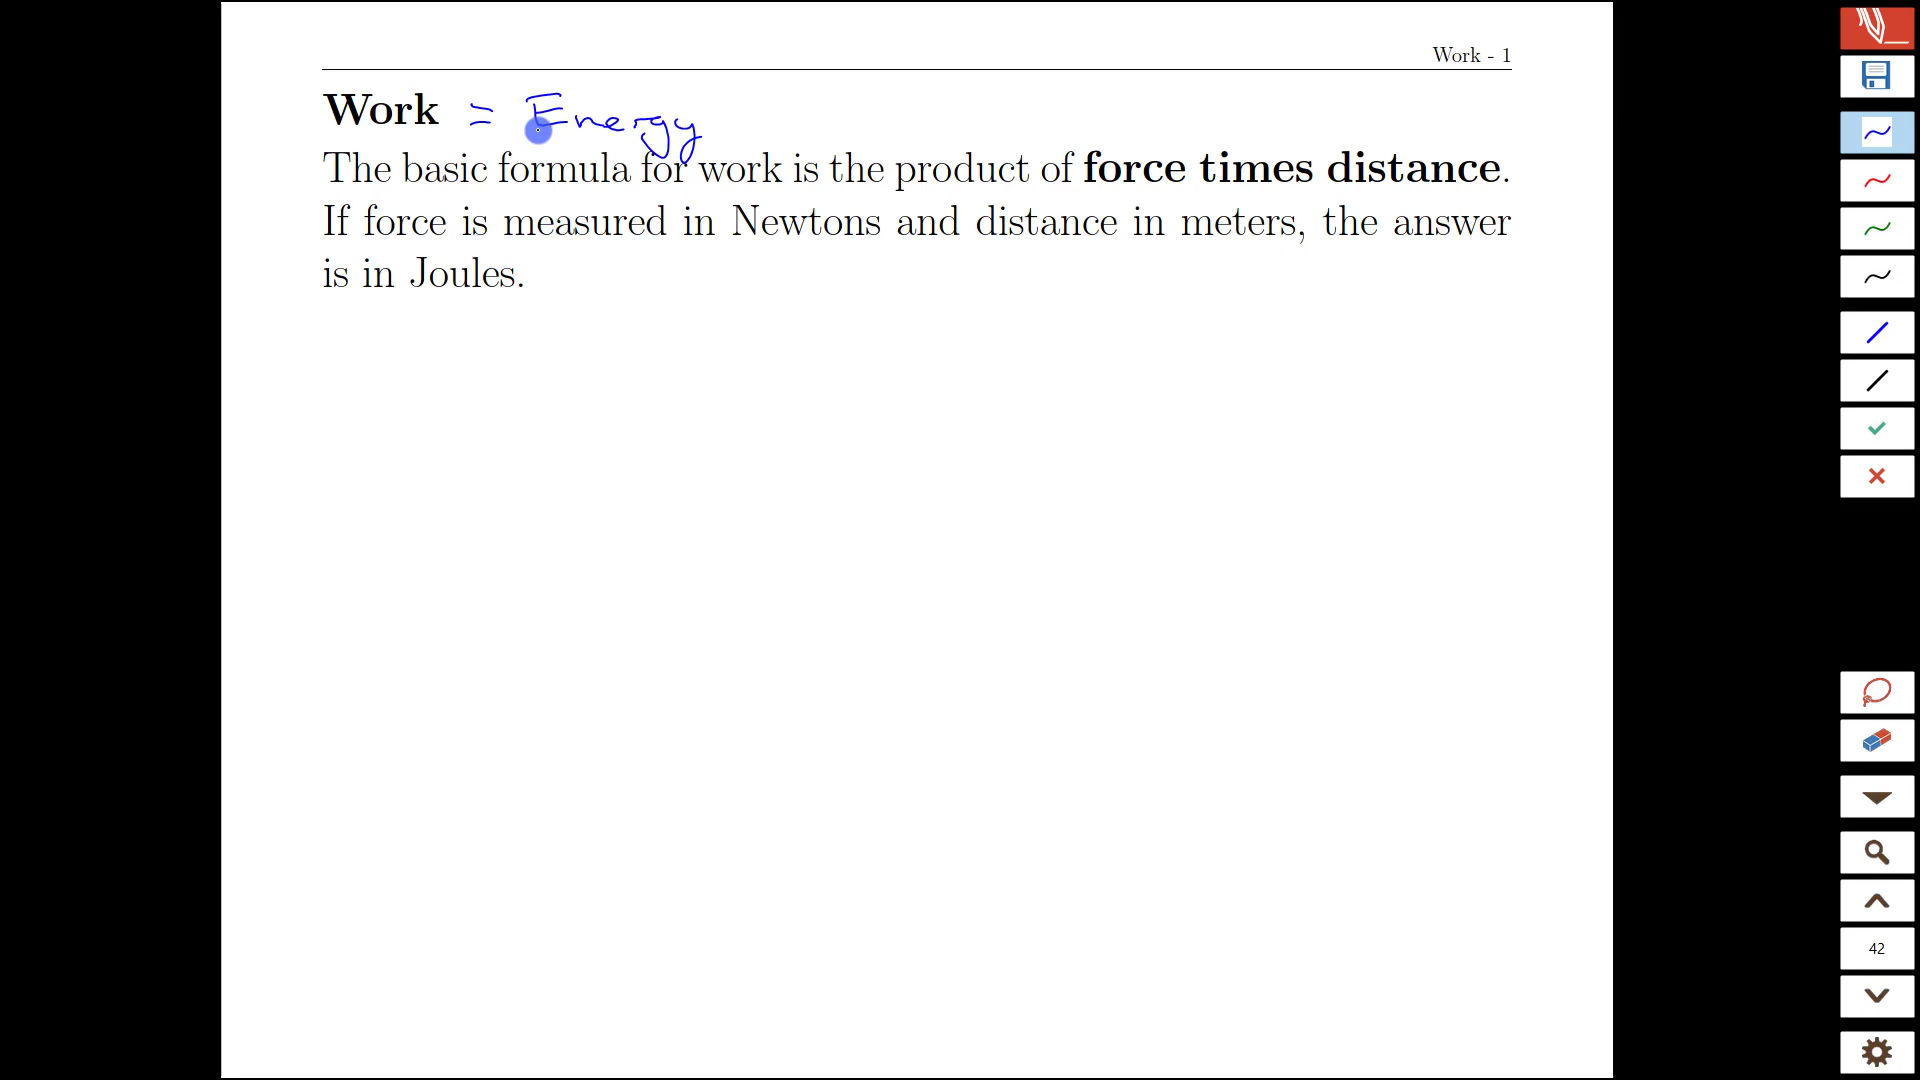 Work - 1
Work = Energy
The basic formula for work is the product of force times distance.
If force is measured in Newtons and distance in meters, the answer
is in Joules.
42